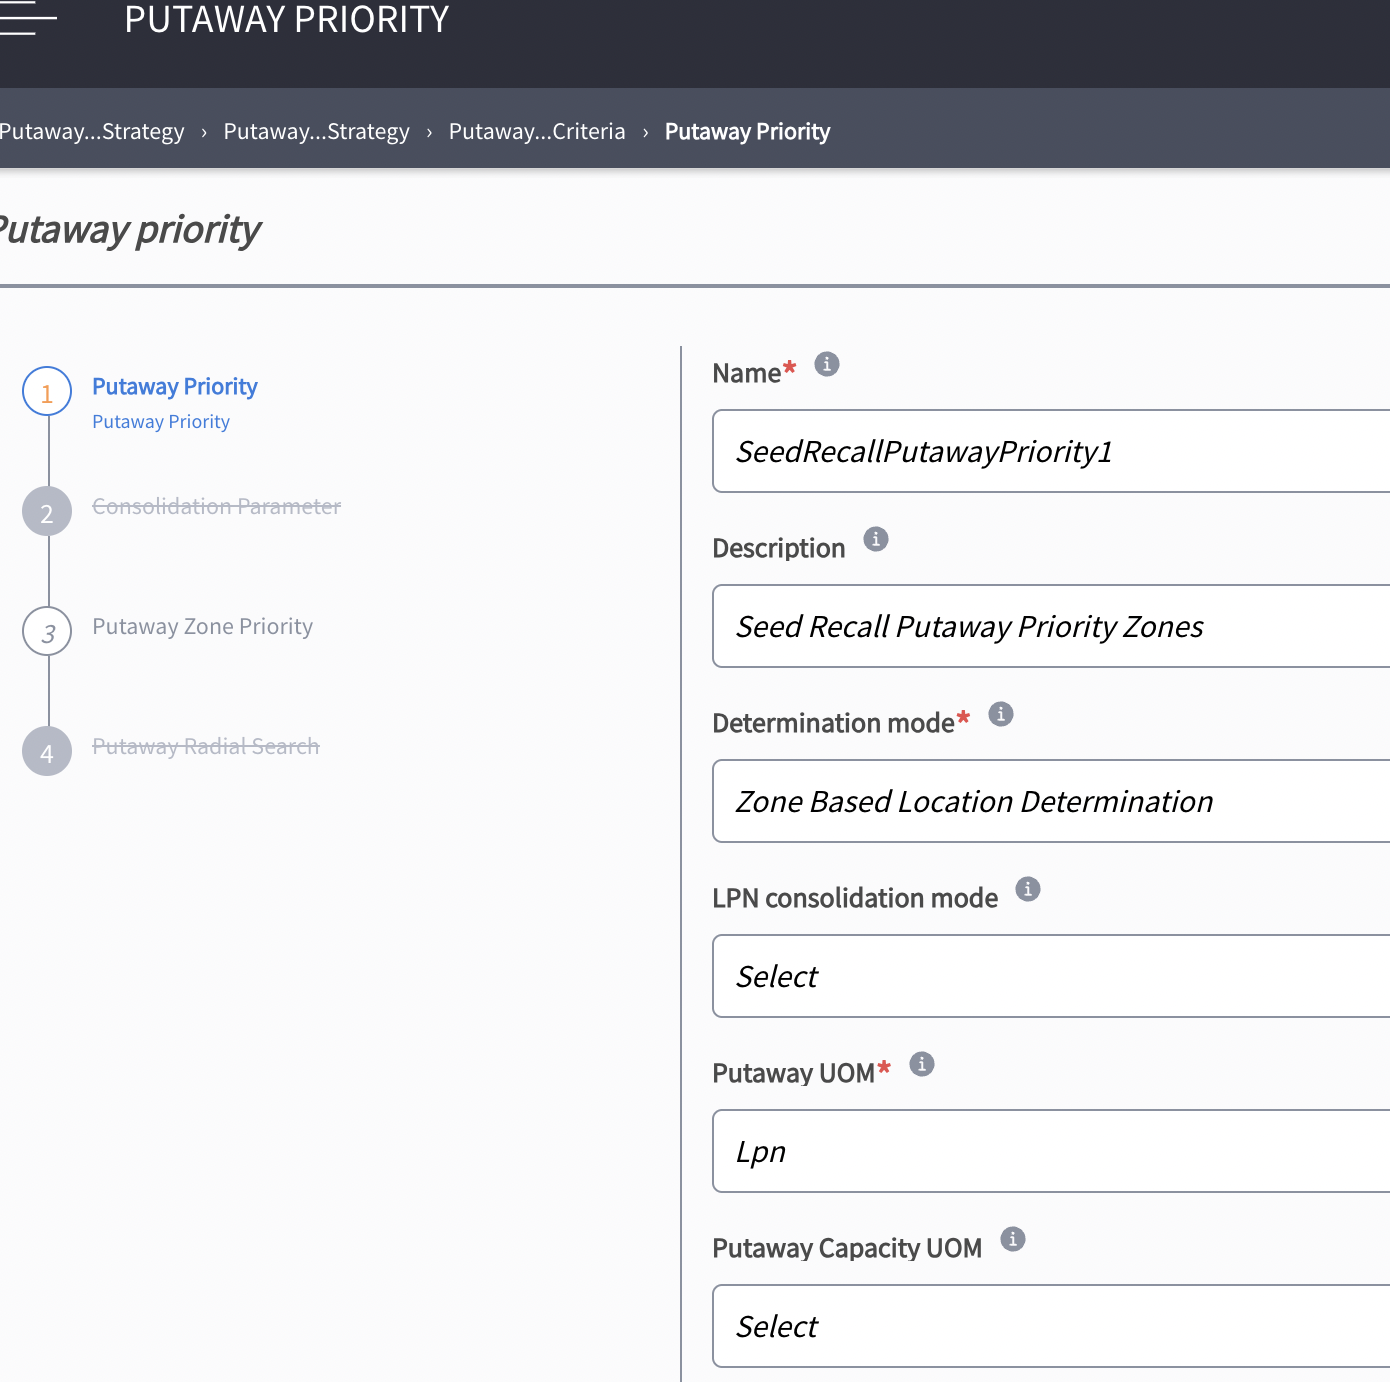 PUTAWAY PRIORITY
Putaway...Strategy › Putaway...Strategy › Putaway...Criteria › Putaway Priority
Putaway priority
1 Putaway Priority
Putaway Priority
2 Consolidation Parameter
3 Putaway Zone Priority
4 Putaway Radial Search
Name*
SeedRecallPutawayPriority1
Description
Seed Recall Putaway Priority Zones
Determination mode*
Zone Based Location Determination
LPN consolidation mode
Select
Putaway UOM*
Lpn
Putaway Capacity UOM
Select